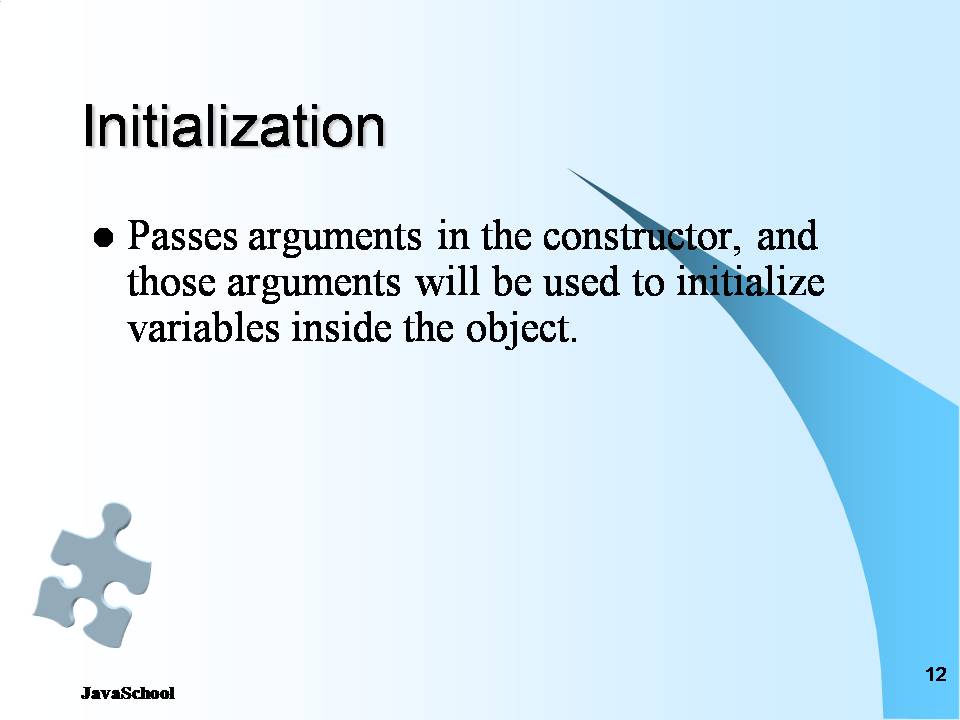 Initialization
Passes arguments in the constructor, and
those arguments will be used to initialize
variables inside the object.
12
JavaSchool